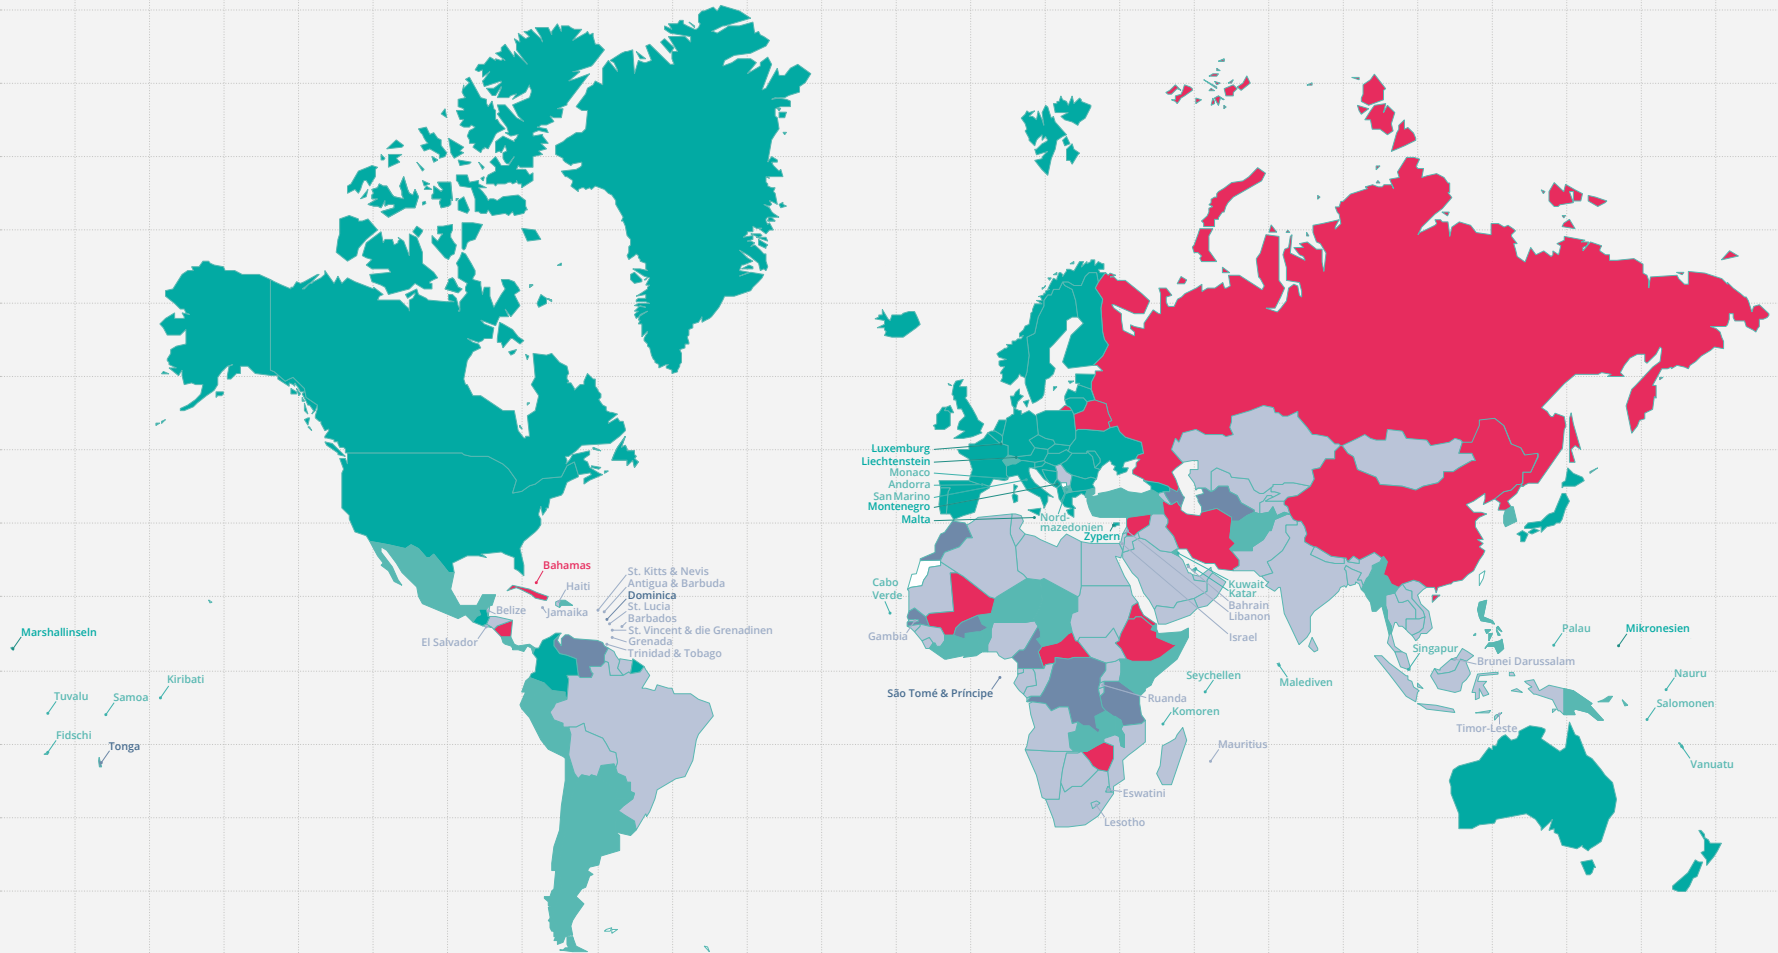 Luxemburg
Liechtenstein
Monaco
Andorra
San Marino
Montenegro
Malta
Nord-
mazedonien
Zypern
Bahamas
Haiti
Belize
Jamaika
El Salvador
St. Kitts & Nevis
Antigua & Barbuda
Dominica
St. Lucia
Barbados
St. Vincent & die Grenadinen
Grenada
Trinidad & Tobago
Cabo
Verde
Gambia
São Tomé & Príncipe
Kuwait
Katar
Bahrain
Libanon
Israel
Seychellen
Malediven
Ruanda
Komoren
Mauritius
Eswatini
Lesotho
Singapur
Brunei Darussalam
Timor-Leste
Palau
Mikronesien
Nauru
Salomonen
Vanuatu
Marshallinseln
Kiribati
Tuvalu
Samoa
Fidschi
Tonga